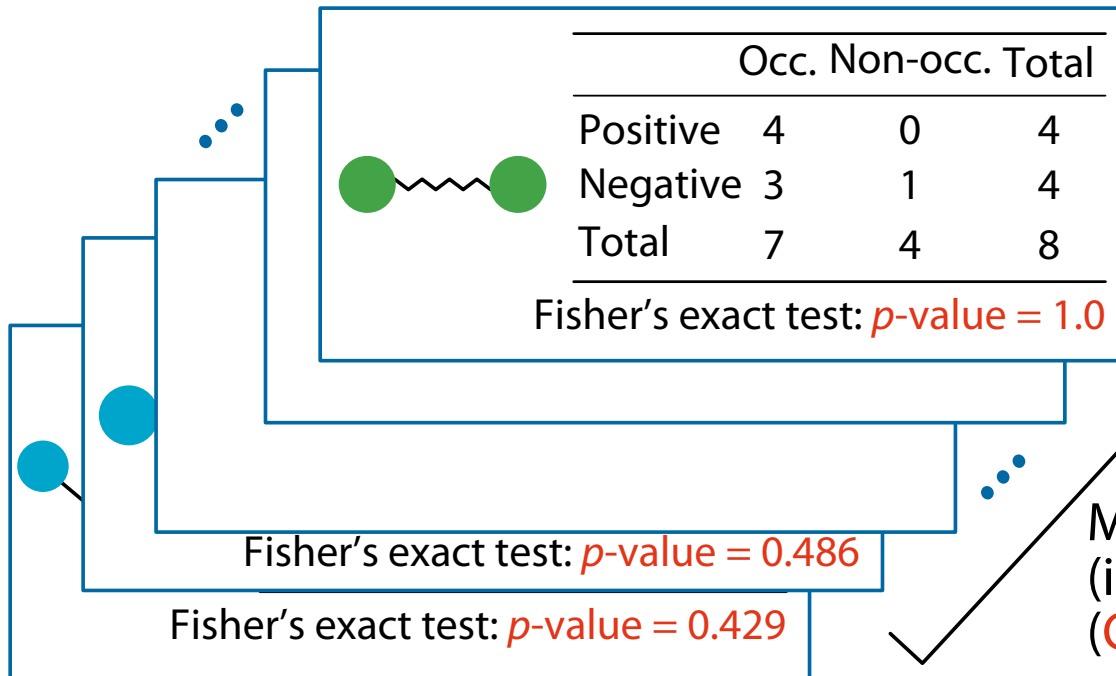 Occ. Non-occ. Total
Positive 4 0 4
Negative 3 1 4
Total 7 4 8
Fisher’s exact test: p-value = 1.0
Fisher’s exact test: p-value = 0.486
Fisher’s exact test: p-value = 0.429
M
(i
(